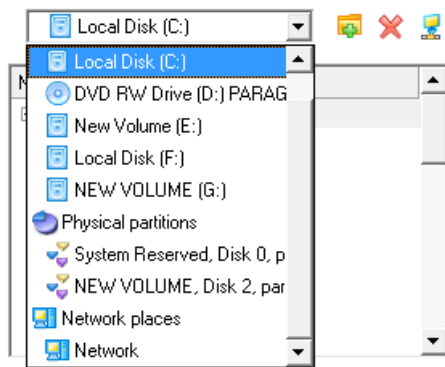 Local Disk (C:)
Local Disk (C:)
DVD RW Drive (D:) PARAG
New Volume (E:)
Local Disk (F:)
NEW VOLUME (G:)
Physical partitions
System Reserved, Disk 0, p
NEW VOLUME, Disk 2, par
Network places
Network